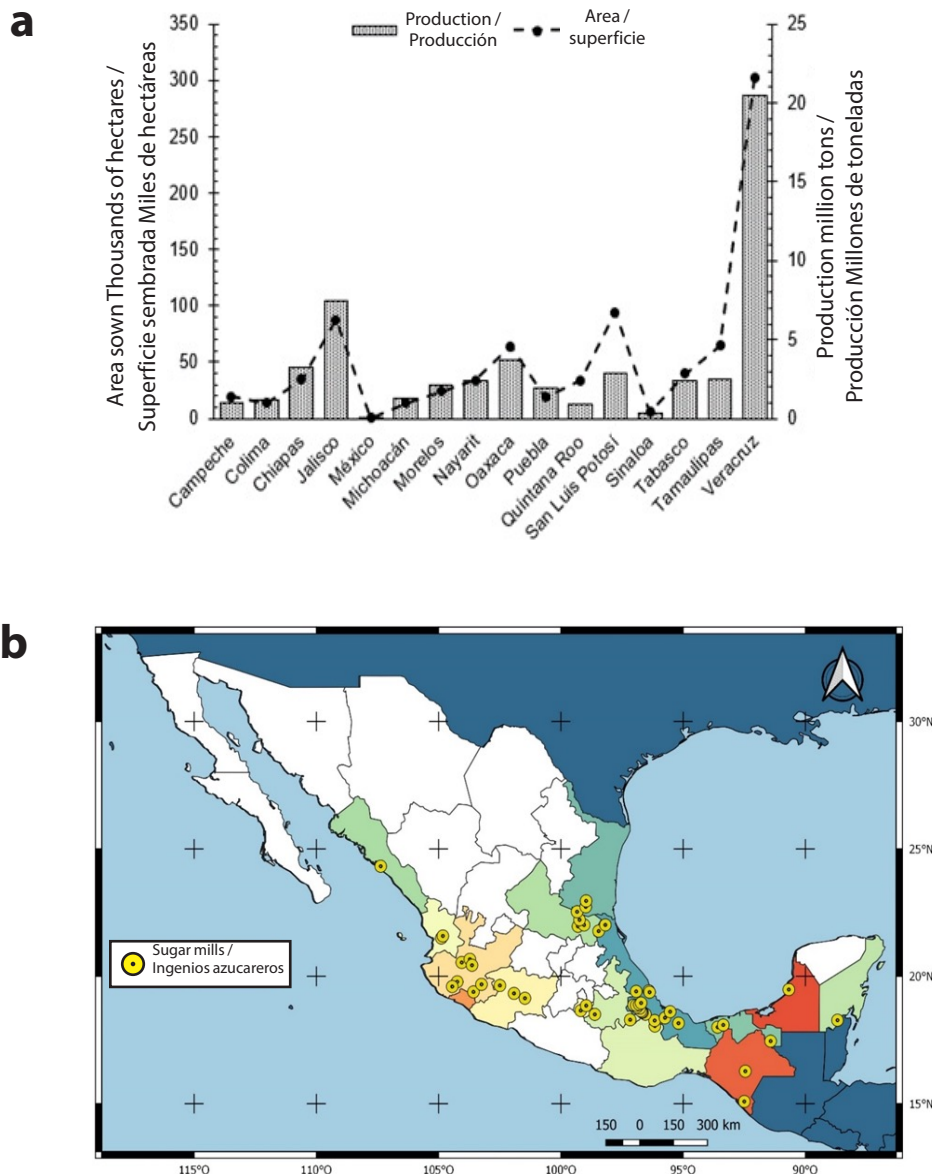 a
Production /
Producción
Area /
superficie
Area sown Thousands of hectares /
Superficie sembrada Miles de hectáreas
350
300
250
200
150
100
50
0
25
20
15
10
5
0
Production million tons /
Producción Millones de toneladas
Campeche
Colima
Chiapas
Jalisco
México
Michoacán
Morelos
Nayarit
Oaxaca
Puebla
Quintana Roo
San Luis Potosí
Sinaloa
Tabasco
Tamaulipas
Veracruz
b
30°N
25°N
20°N
15°N
Sugar mills /
Ingenios azucareros
150 0 150 300 km
115°O 110°O 105°O 100°O 95°O 90°O